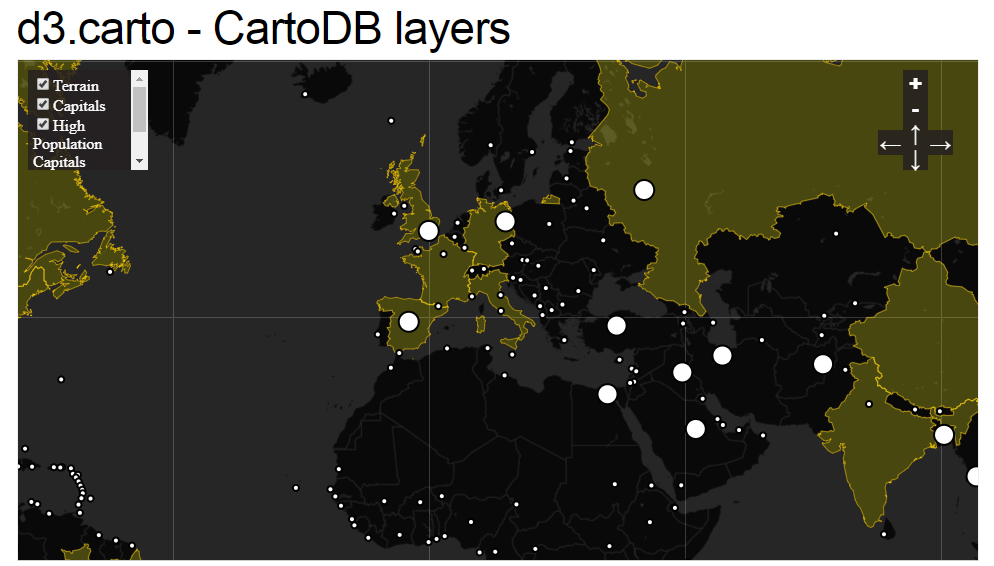 d3.carto - CartoDB layers
Terrain
Capitals
High
Population
Capitals
+
-